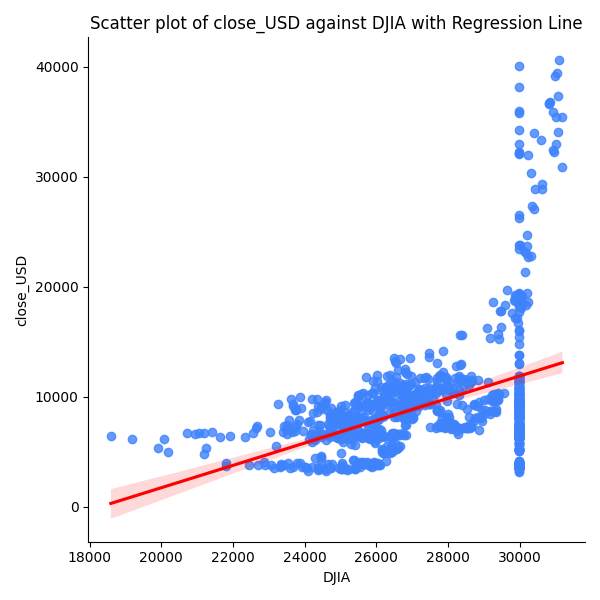 Scatter plot of close_USD against DJIA with Regression Line
close_USD
40000
30000
20000
10000
0
18000 20000 22000 24000 26000 28000 30000
DJIA